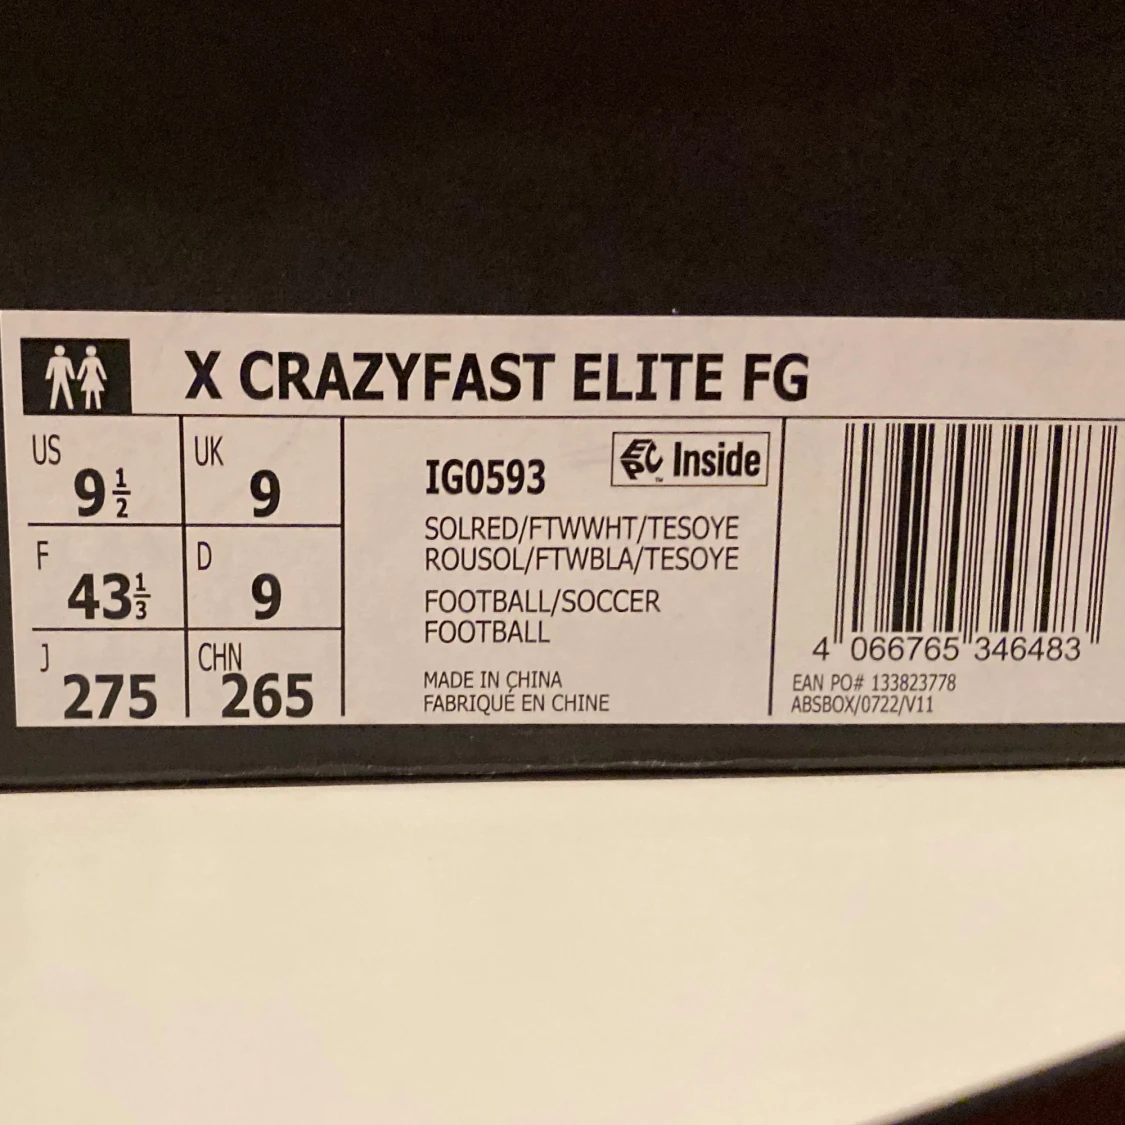 X CRAZYFAST ELITE FG
US 9 1/2
UK 9
F 43 1/3
D 9
J 275
CHN 265
IG0593
EPC Inside
™
SOLRED/FTWWHT/TESOYE
ROUSOL/FTWBLA/TESOYE
FOOTBALL/SOCCER
FOOTBALL
MADE IN CHINA
FABRIQUÉ EN CHINE
4 066765 346483
EAN PO# 133823778
ABSBOX/0722/V11